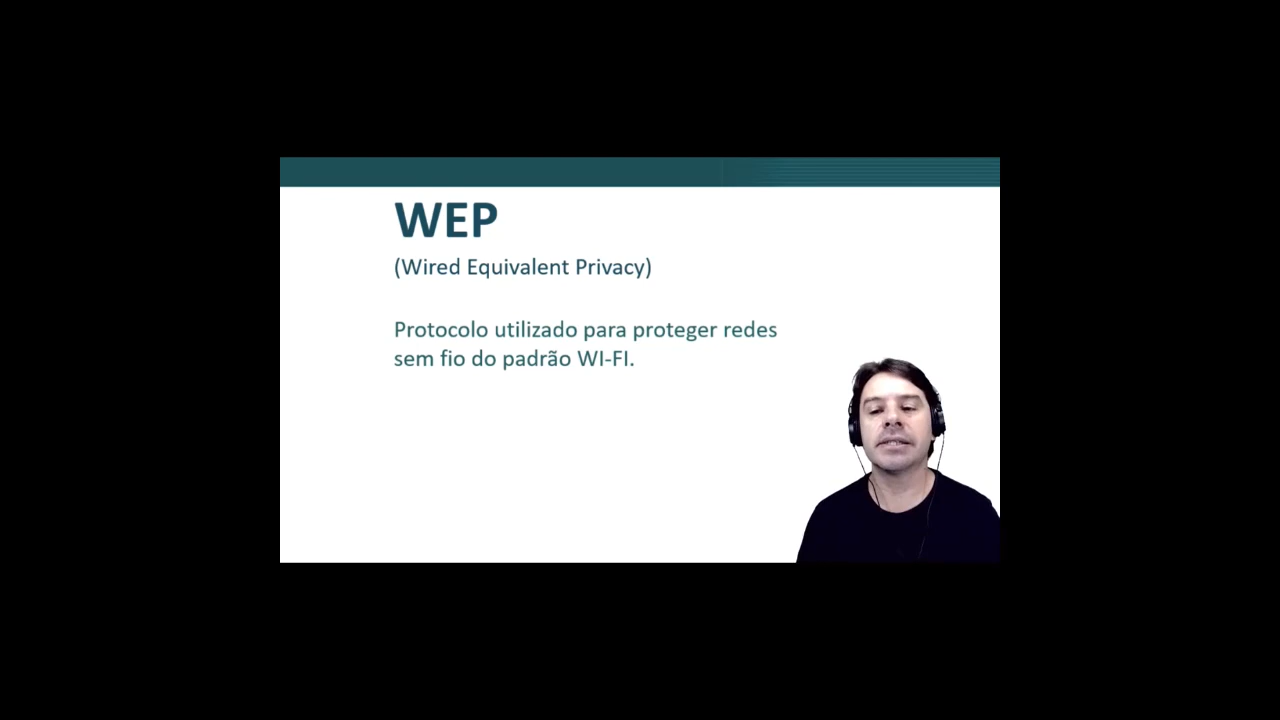 WEP
(Wired Equivalent Privacy)
Protocolo utilizado para proteger redes
sem fio do padrão WI-FI.